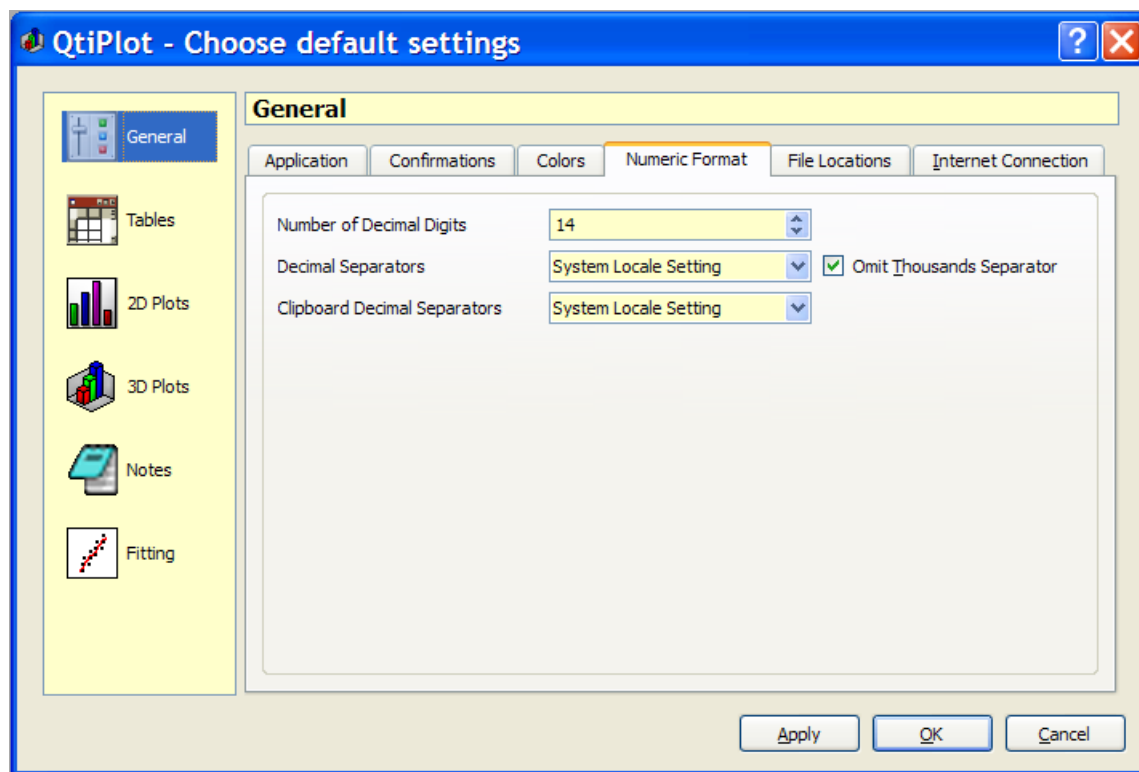 QtiPlot - Choose default settings
General
Tables
2D Plots
3D Plots
Notes
Fitting
General
Application Confirmations Colors Numeric Format File Locations Internet Connection
Number of Decimal Digits 14
Decimal Separators System Locale Setting Omit Thousands Separator
Clipboard Decimal Separators System Locale Setting
Apply OK Cancel